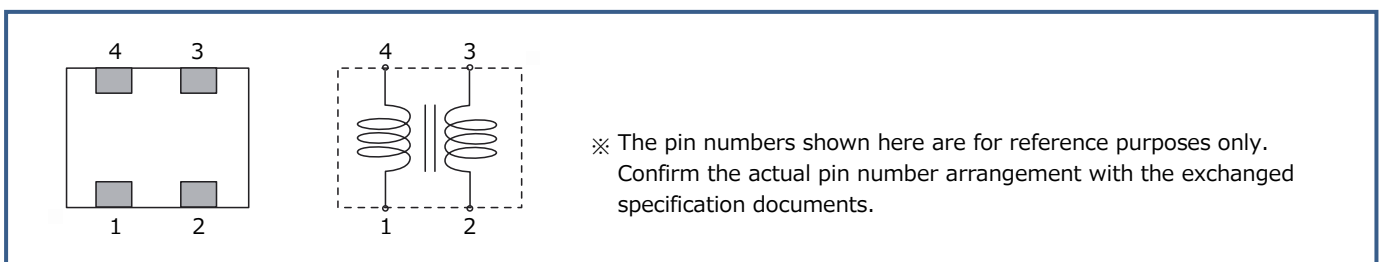 4 3
4 3
※ The pin numbers shown here are for reference purposes only.
Confirm the actual pin number arrangement with the exchanged
specification documents.
1 2
1 2